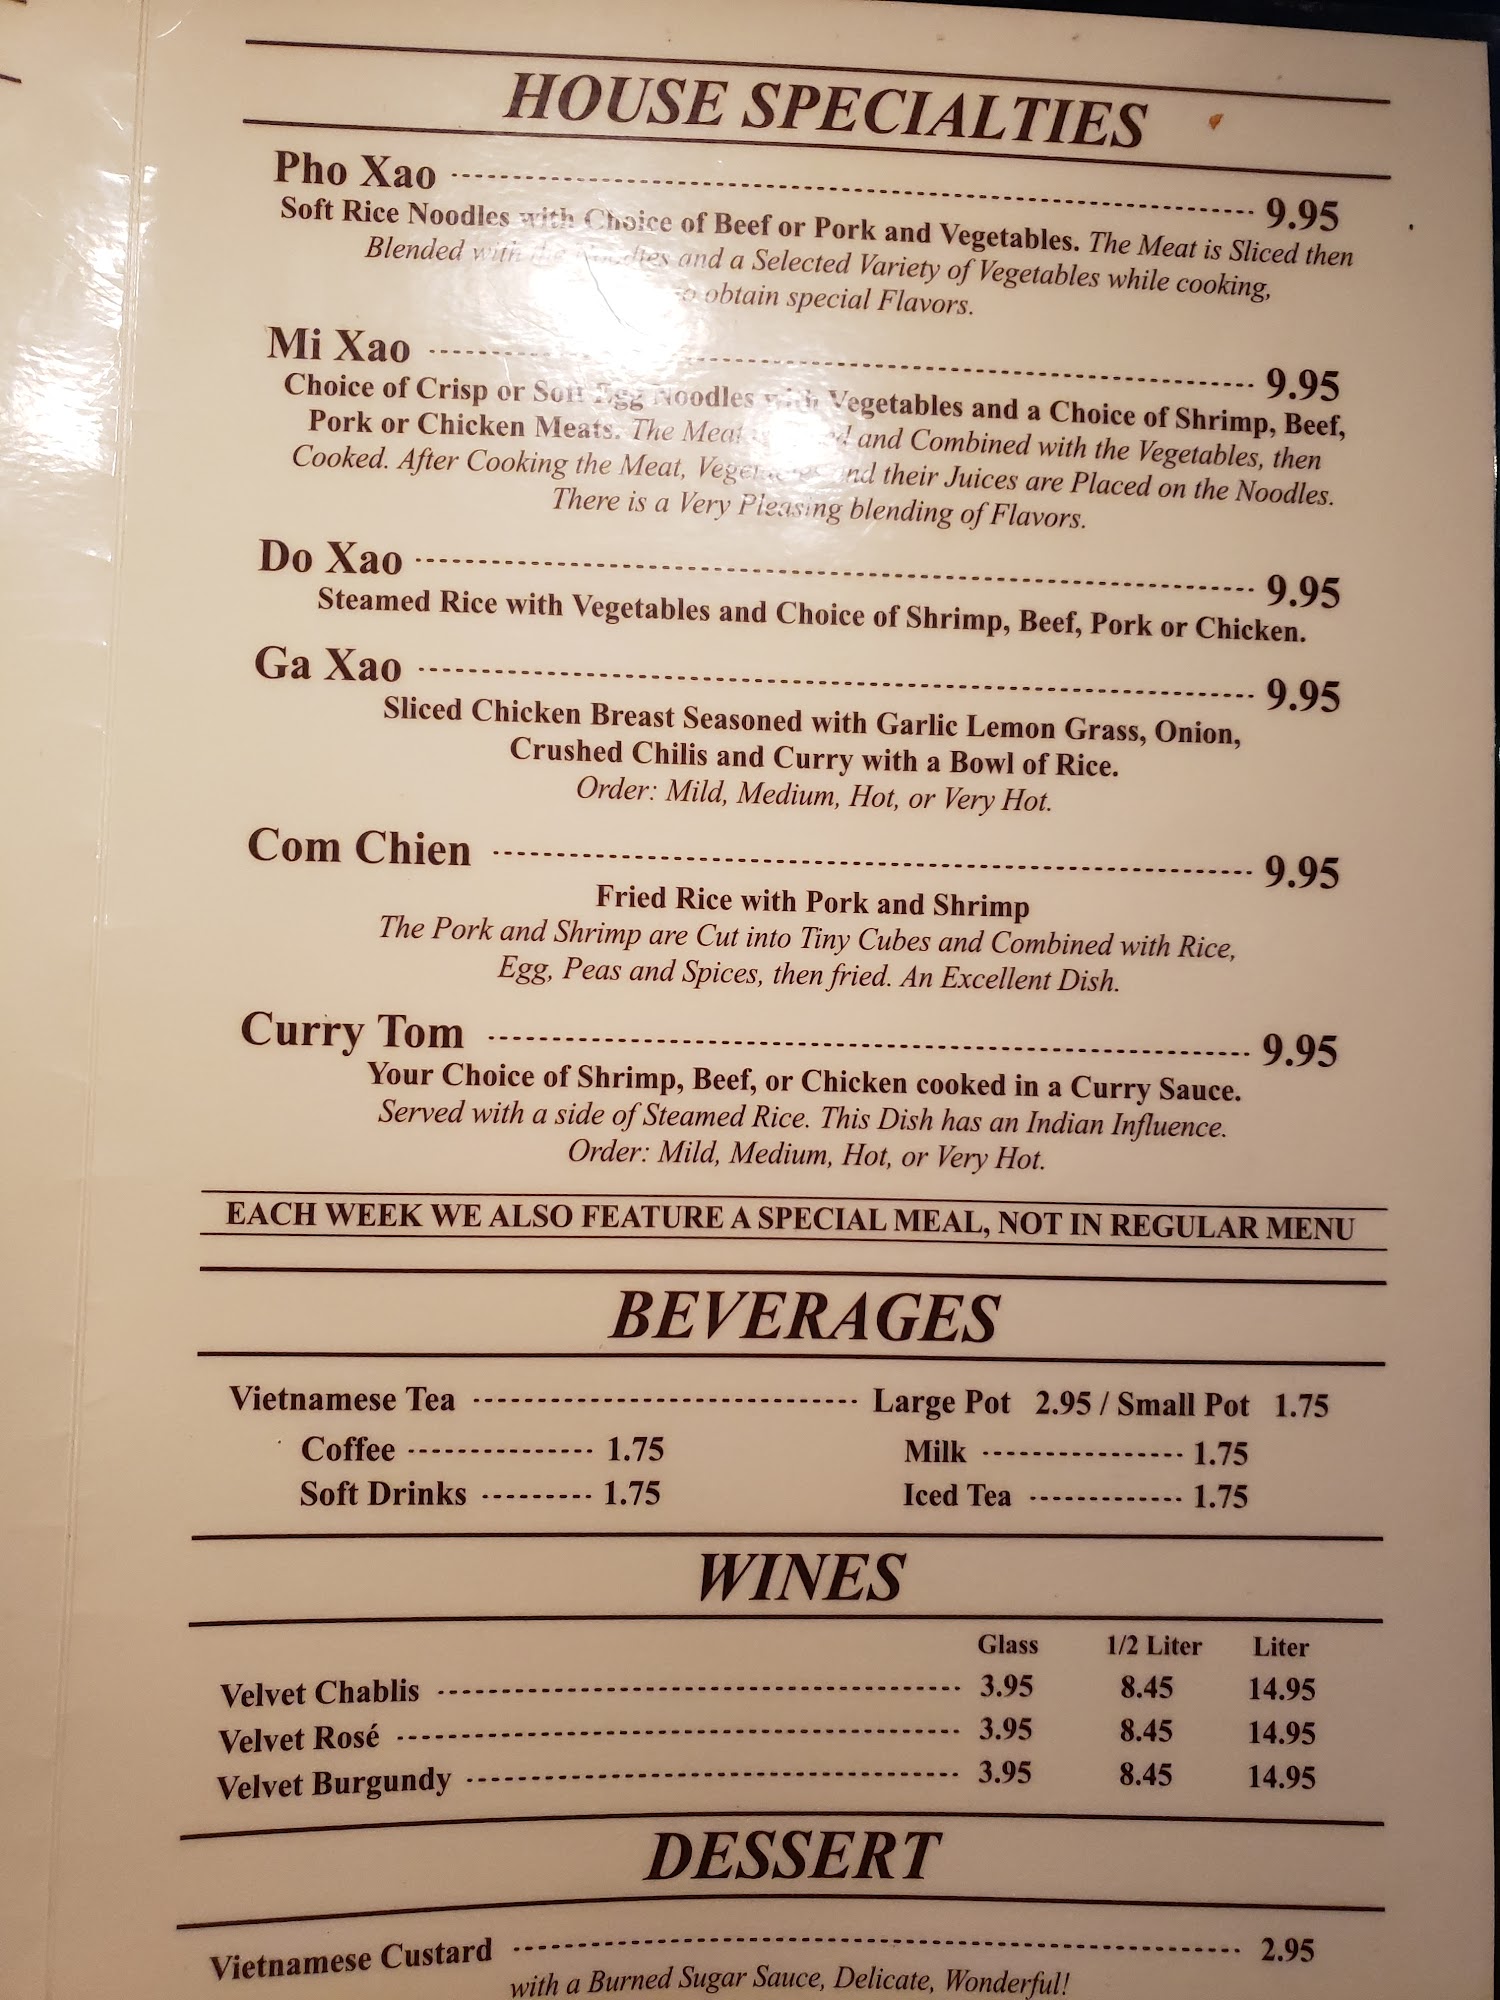 HOUSE SPECIALTIES
Pho Xao 9.95
Soft Rice Noodles with Choice of Beef or Pork and Vegetables. The Meat is Sliced then
Blended with the Noodles and a Selected Variety of Vegetables while cooking,
to obtain special Flavors.
Mi Xao 9.95
Choice of Crisp or Soft Egg Noodles with Vegetables and a Choice of Shrimp, Beef,
Pork or Chicken Meats. The Meat and Combined with the Vegetables, then
Cooked. After Cooking the Meat, Vegetables and their Juices are Placed on the Noodles.
There is a Very Pleasing blending of Flavors.
Do Xao 9.95
Steamed Rice with Vegetables and Choice of Shrimp, Beef, Pork or Chicken.
Ga Xao 9.95
Sliced Chicken Breast Seasoned with Garlic Lemon Grass, Onion,
Crushed Chilis and Curry with a Bowl of Rice.
Order: Mild, Medium, Hot, or Very Hot.
Com Chien 9.95
Fried Rice with Pork and Shrimp
The Pork and Shrimp are Cut into Tiny Cubes and Combined with Rice,
Egg, Peas and Spices, then fried. An Excellent Dish.
Curry Tom 9.95
Your Choice of Shrimp, Beef, or Chicken cooked in a Curry Sauce.
Served with a side of Steamed Rice. This Dish has an Indian Influence.
Order: Mild, Medium, Hot, or Very Hot.
EACH WEEK WE ALSO FEATURE A SPECIAL MEAL, NOT IN REGULAR MENU
BEVERAGES
Vietnamese Tea Large Pot 2.95 / Small Pot 1.75
Coffee 1.75 Milk 1.75
Soft Drinks 1.75 Iced Tea 1.75
WINES
Glass 1/2 Liter Liter
Velvet Chablis 3.95 8.45 14.95
Velvet Rosé 3.95 8.45 14.95
Velvet Burgundy 3.95 8.45 14.95
DESSERT
Vietnamese Custard 2.95
with a Burned Sugar Sauce, Delicate, Wonderful!